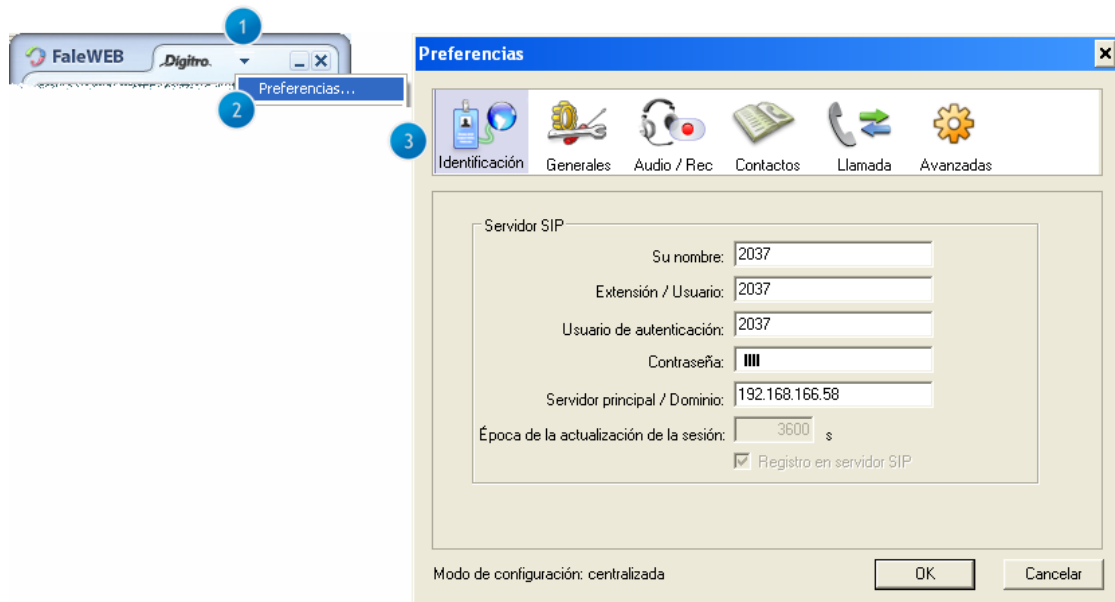 1
FaleWEB Dígitro
Preferencias...
2
Preferencias
3
Identificación Generales Audio / Rec Contactos Llamada Avanzadas
Servidor SIP
Su nombre: 2037
Extensión / Usuario: 2037
Usuario de autenticación: 2037
Contraseña:
Servidor principal / Dominio: 192.168.166.58
Época de la actualización de la sesión: 3600 s
Registro en servidor SIP
Modo de configuración: centralizada OK Cancelar